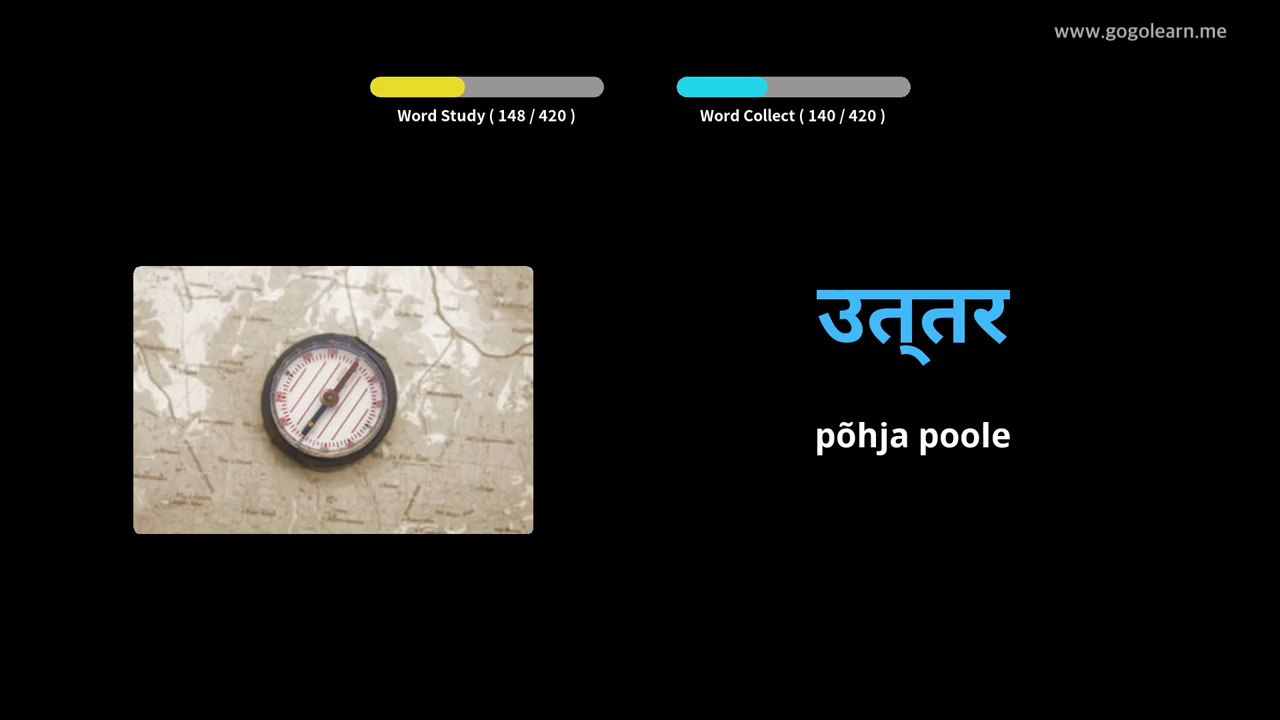 www.gogolearn.me
Word Study ( 148 / 420 )
Word Collect ( 140 / 420 )
उत्तर
põhja poole